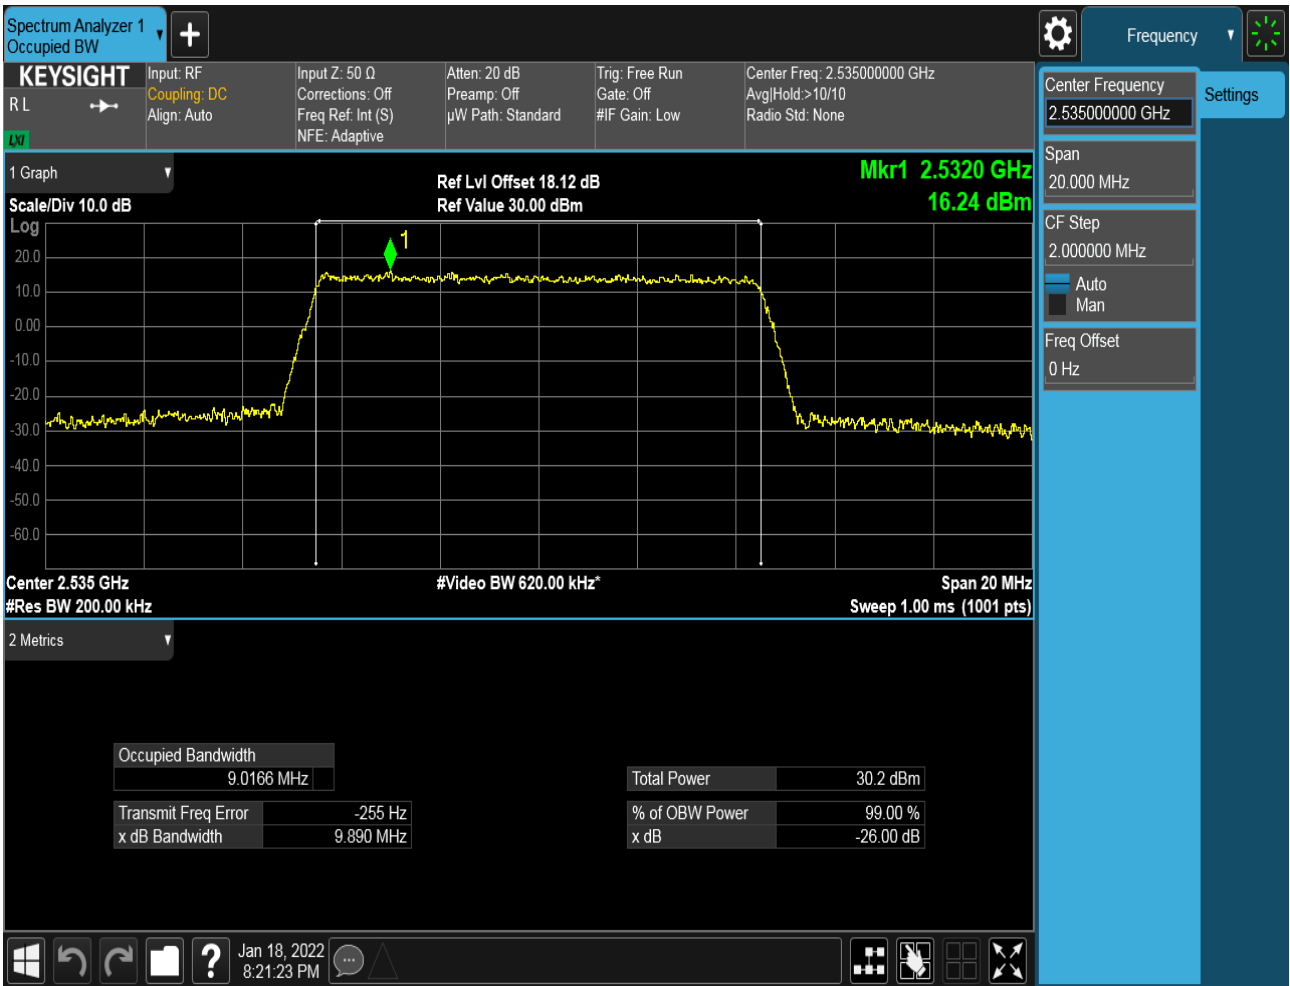 Spectrum Analyzer 1
Occupied BW
Frequency
KEYSIGHT
R L
LXI
Input: RF
Coupling: DC
Align: Auto
Input Z: 50 Ω
Corrections: Off
Freq Ref: Int (S)
NFE: Adaptive
Atten: 20 dB
Preamp: Off
µW Path: Standard
Trig: Free Run
Gate: Off
#IF Gain: Low
Center Freq: 2.535000000 GHz
Avg|Hold:>10/10
Radio Std: None
Center Frequency
2.535000000 GHz
Settings
Span
20.000 MHz
CF Step
2.000000 MHz
Auto
Man
Freq Offset
0 Hz
1 Graph
Scale/Div 10.0 dB
Ref Lvl Offset 18.12 dB
Ref Value 30.00 dBm
Mkr1 2.5320 GHz
16.24 dBm
Log
1
20.0
10.0
0.00
-10.0
-20.0
-30.0
-40.0
-50.0
-60.0
Center 2.535 GHz
#Video BW 620.00 kHz*
Span 20 MHz
#Res BW 200.00 kHz
Sweep 1.00 ms (1001 pts)
2 Metrics
Occupied Bandwidth
9.0166 MHz
Total Power 30.2 dBm
Transmit Freq Error -255 Hz
% of OBW Power 99.00 %
x dB Bandwidth 9.890 MHz
x dB -26.00 dB
Jan 18, 2022
8:21:23 PM